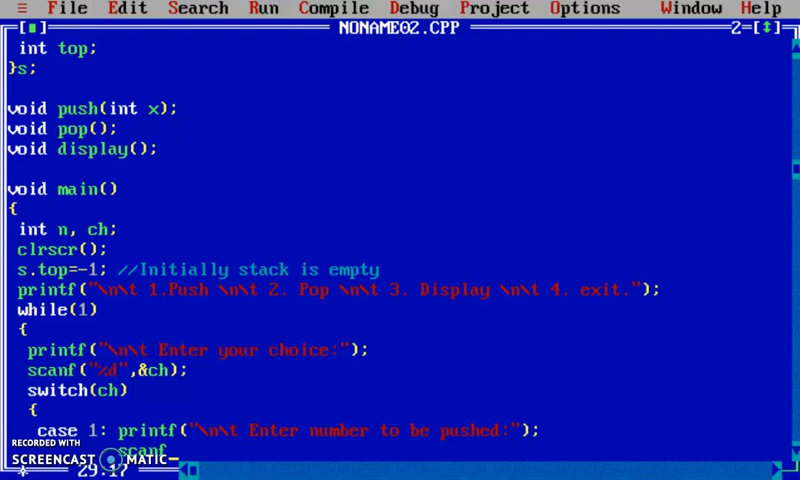 ≡ File Edit Search Run Compile Debug Project Options Window Help
[■] NONAME02.CPP 2=[↕]
int top;
}s;
void push(int x);
void pop();
void display();
void main()
{
int n, ch;
clrscr();
s.top=-1; //Initially stack is empty
printf("\n\t 1.Push \n\t 2. Pop \n\t 3. Display \n\t 4. exit.");
while(1)
{
printf("\n\t Enter your choice:");
scanf("%d",&ch);
switch(ch)
{
case 1: printf("\n\t Enter number to be pushed:");
scanf_
RECORDED WITH
SCREENCAST MATIC
29:17